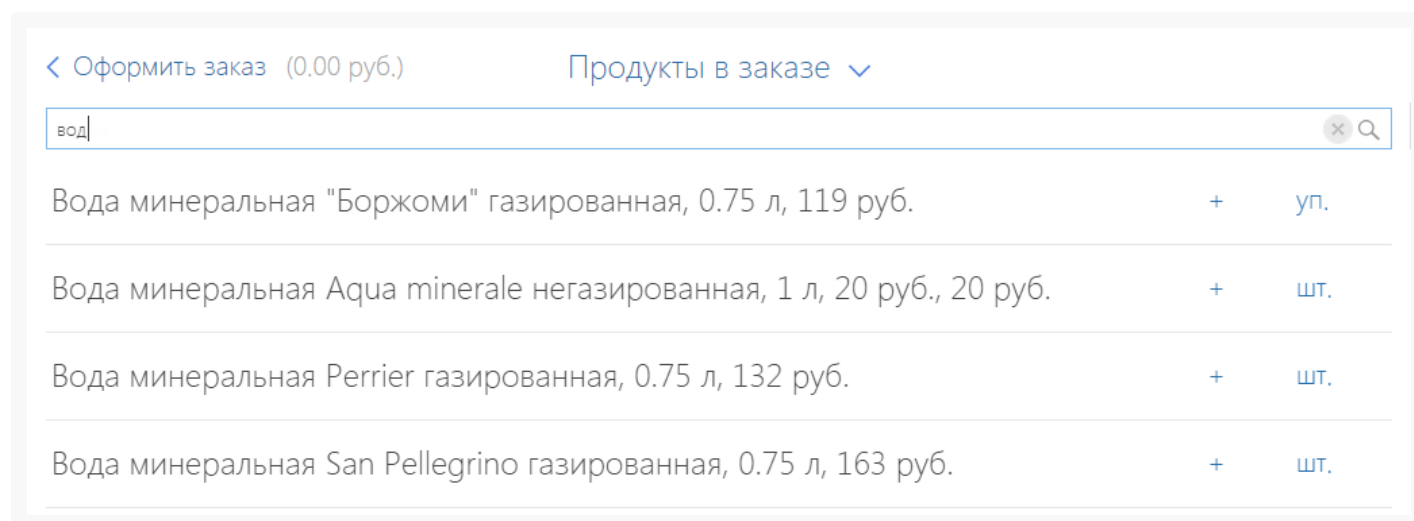 Оформить заказ (0.00 руб.) Продукты в заказе
вод
Вода минеральная "Боржоми" газированная, 0.75 л, 119 руб. + уп.
Вода минеральная Aqua minerale негазированная, 1 л, 20 руб., 20 руб. + шт.
Вода минеральная Perrier газированная, 0.75 л, 132 руб. + шт.
Вода минеральная San Pellegrino газированная, 0.75 л, 163 руб. + шт.